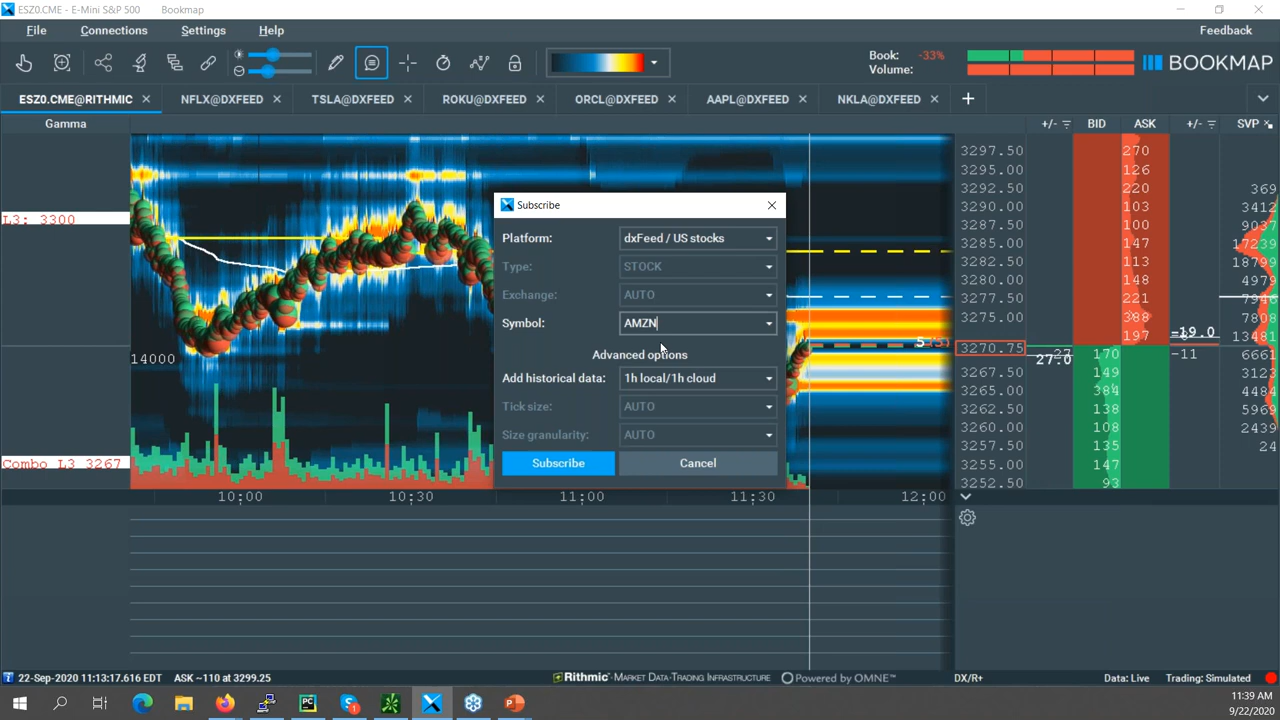 ESZ0.CME - E-Mini S&P 500 Bookmap
File Connections Settings Help Feedback
Book: -33%
Volume:
BOOKMAP
ESZ0.CME@RITHMIC NFLX@DXFEED TSLA@DXFEED ROKU@DXFEED ORCL@DXFEED AAPL@DXFEED NKLA@DXFEED
Gamma +/- BID ASK +/- SVP
3297.50 270
3295.00 126
3292.50 220 369
3290.00 103 3412
3287.50 100 9037
3285.00 147 17239
3282.50 113 18799
3280.00 148 4979
3277.50 221 7946
3275.00 388 7808
197 -19.0 13481
3270.75 27.0 170 -11 6661
3267.50 149 3123
3265.00 384 4484
3262.50 138 5969
3260.00 108 2439
3257.50 135 24
3255.00 147
3252.50 93
L3: 3300
14000
Combo L3 3267
Subscribe
Platform: dxFeed / US stocks
Type: STOCK
Exchange: AUTO
Symbol: AMZN
Advanced options
Add historical data: 1h local/1h cloud
Tick size: AUTO
Size granularity: AUTO
Subscribe Cancel
10:00 10:30 11:00 11:30 12:00
22-Sep-2020 11:13:17.616 EDT ASK ~110 at 3299.25
Rithmic Market Data•Trading Infrastructure Powered by OMNE™
DX/R+ Data: Live Trading: Simulated
11:39 AM
9/22/2020